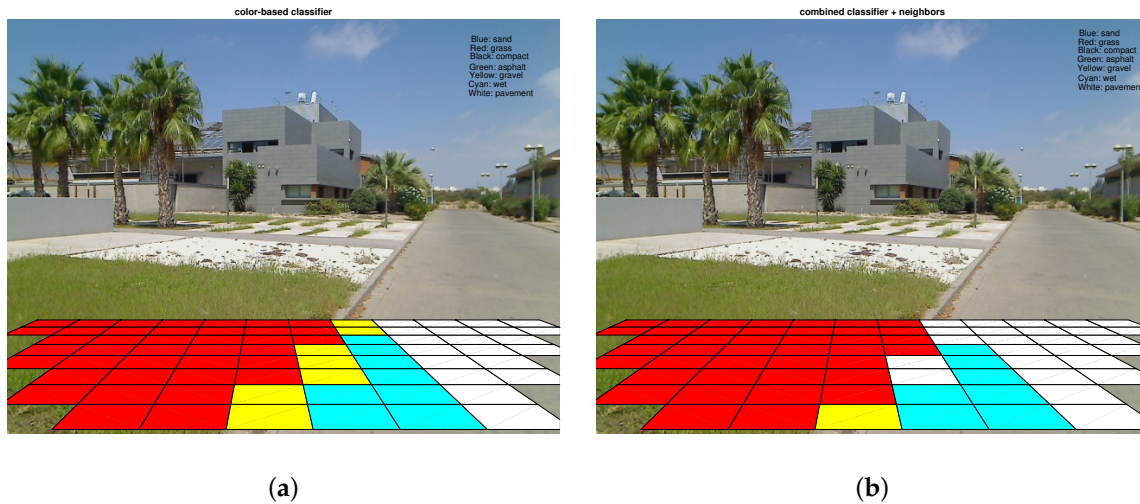 color-based classifier
Blue: sand
Red: grass
Black: compact
Green: asphalt
Yellow: gravel
Cyan: wet
White: pavement
(a)
combined classifier + neighbors
Blue: sand
Red: grass
Black: compact
Green: asphalt
Yellow: gravel
Cyan: wet
White: pavement
(b)